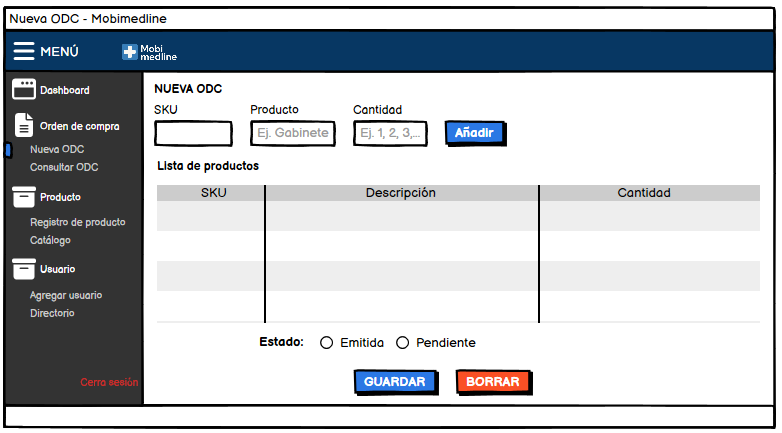 Nueva ODC - Mobimedline
MENÚ
Mobi
medline
Dashboard
Orden de compra
Nueva ODC
Consultar ODC
Producto
Registro de producto
Catálogo
Usuario
Agregar usuario
Directorio
Cerra sesión
NUEVA ODC
SKU Producto Cantidad
Ej. Gabinete Ej. 1, 2, 3,... Añadir
Lista de productos
SKU Descripción Cantidad
Estado: Emitida Pendiente
GUARDAR BORRAR